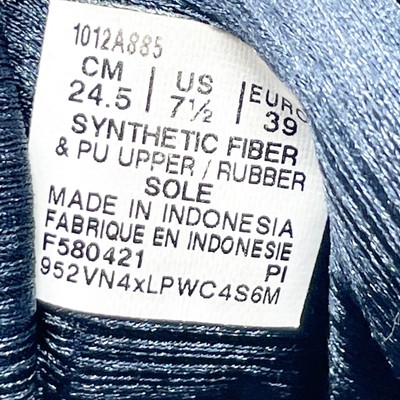 1012A885
CM | US | EURO
24.5 | 7½ | 39
SYNTHETIC FIBER
& PU UPPER / RUBBER
SOLE
MADE IN INDONESIA
FABRIQUE EN INDONESIE
F580421 PI
952VN4xLPWC4S6M